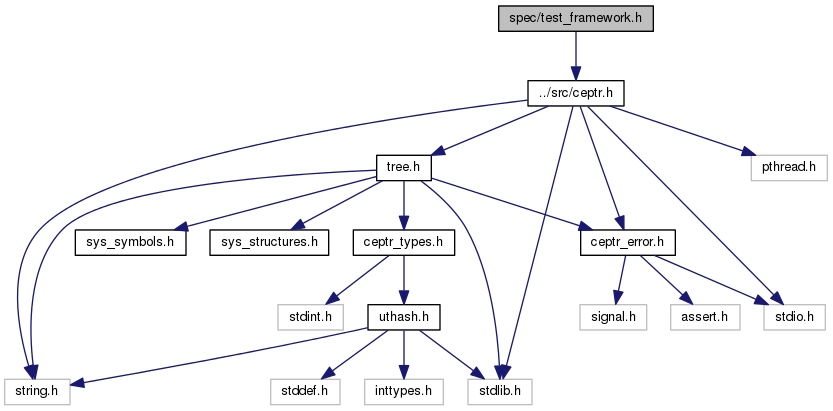 spec/test_framework.h
../src/ceptr.h
tree.h
pthread.h
sys_symbols.h
sys_structures.h
ceptr_types.h
ceptr_error.h
stdint.h
uthash.h
signal.h
assert.h
stdio.h
string.h
stddef.h
inttypes.h
stdlib.h